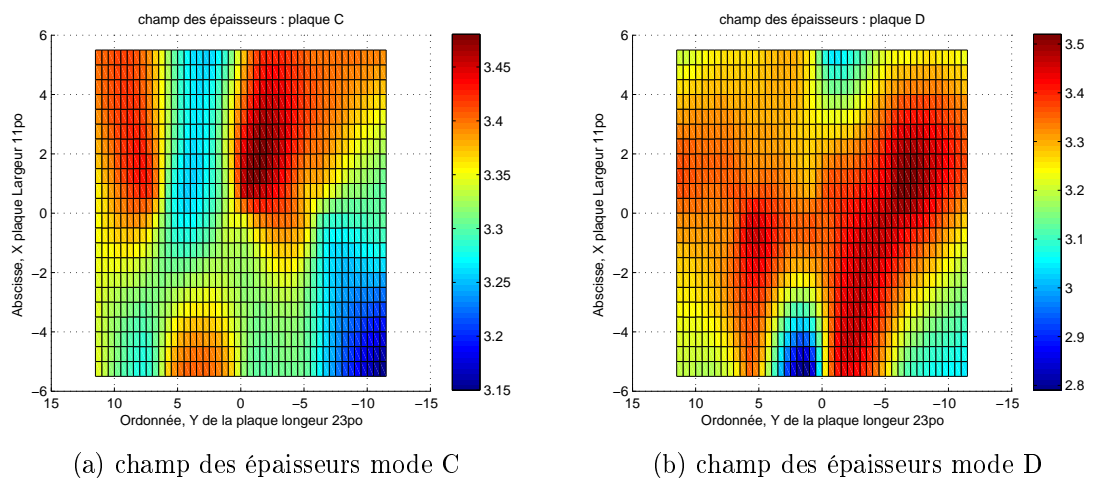 champ des épaisseurs : plaque C
6
4
2
0
−2
−4
−6
15 10 5 0 −5 −10 −15
Abscisse, X plaque Largeur 11po
Ordonnée, Y de la plaque longeur 23po
3.45
3.4
3.35
3.3
3.25
3.2
3.15
(a) champ des épaisseurs mode C
champ des épaisseurs : plaque D
6
4
2
0
−2
−4
−6
15 10 5 0 −5 −10 −15
Abscisse, X plaque Largeur 11po
Ordonnée, Y de la plaque longeur 23po
3.5
3.4
3.3
3.2
3.1
3
2.9
2.8
(b) champ des épaisseurs mode D